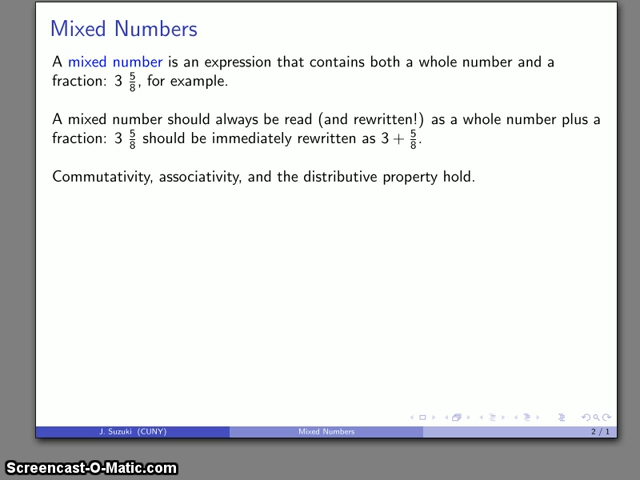 Mixed Numbers
A mixed number is an expression that contains both a whole number and a
fraction: 3 5/8, for example.
A mixed number should always be read (and rewritten!) as a whole number plus a
fraction: 3 5/8 should be immediately rewritten as 3 + 5/8.
Commutativity, associativity, and the distributive property hold.
J. Suzuki (CUNY) Mixed Numbers 2 / 1
Screencast-O-Matic.com